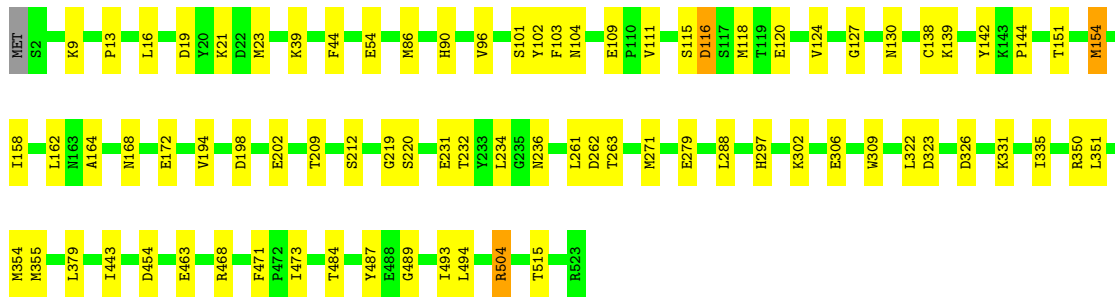 MET S2 K9 P13 L16 D19 Y20 K21 D22 M23 K39 F44 E54 M86 H90 V96 S101 Y102 F103 N104 E109 P110 V111 S115 D116 S117 M118 T119 E120 V124 G127 N130 C138 K139 Y142 K143 P144 T151 M154
I158 L162 N163 A164 N168 E172 V194 D198 E202 T209 S212 G219 S220 E231 T232 Y233 L234 G235 N236 L261 D262 T263 M271 E279 L288 H297 K302 E306 W309 L322 D323 D326 K331 I335 R350 L351
M354 M355 L379 I443 D454 E463 R468 F471 P472 I473 T484 Y487 E488 G489 I493 L494 R504 T515 R523